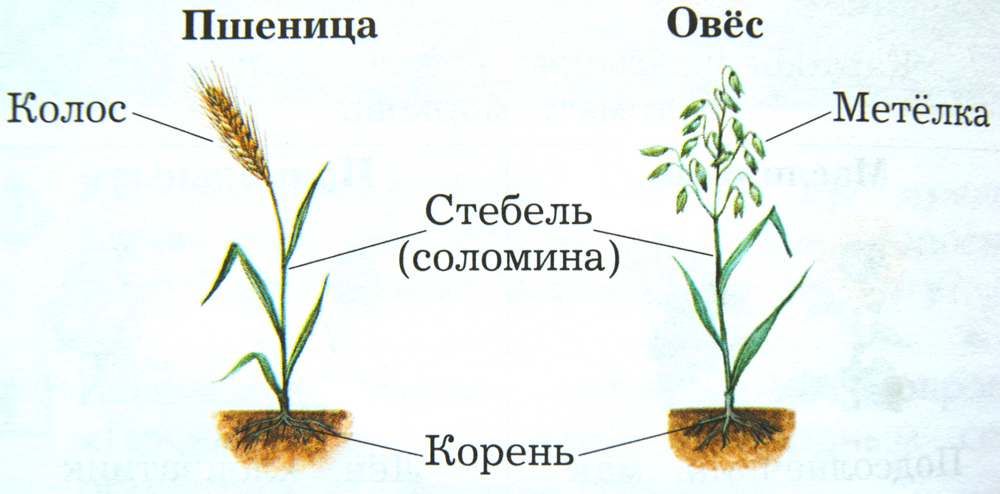 Пшеница
Овёс
Колос
Метёлка
Стебель
(соломина)
Корень